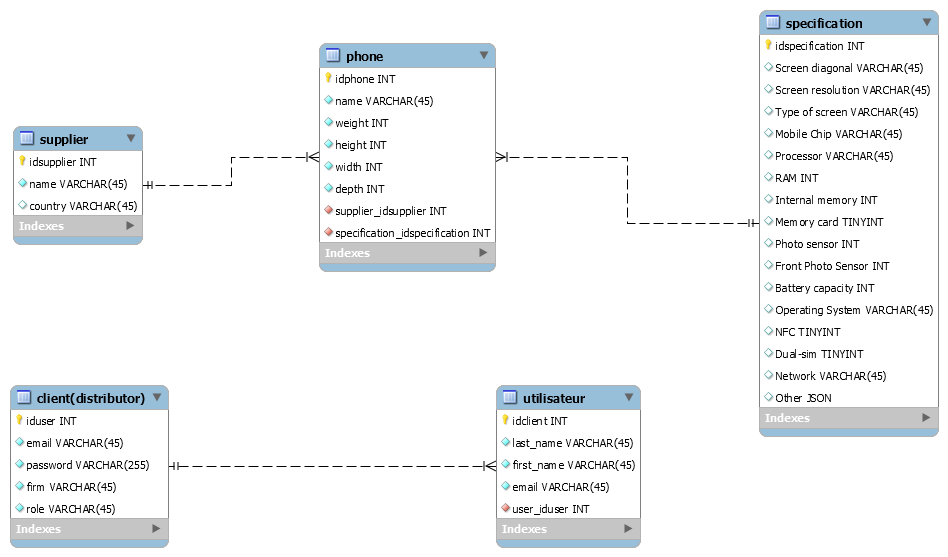 supplier
idsupplier INT
name VARCHAR(45)
country VARCHAR(45)
Indexes
phone
idphone INT
name VARCHAR(45)
weight INT
height INT
width INT
depth INT
supplier_idsupplier INT
specification_idspecification INT
Indexes
specification
idspecification INT
Screen diagonal VARCHAR(45)
Screen resolution VARCHAR(45)
Type of screen VARCHAR(45)
Mobile Chip VARCHAR(45)
Processor VARCHAR(45)
RAM INT
Internal memory INT
Memory card TINYINT
Photo sensor INT
Front Photo Sensor INT
Battery capacity INT
Operating System VARCHAR(45)
NFC TINYINT
Dual-sim TINYINT
Network VARCHAR(45)
Other JSON
Indexes
client(distributor)
iduser INT
email VARCHAR(45)
password VARCHAR(255)
firm VARCHAR(45)
role VARCHAR(45)
Indexes
utilisateur
idclient INT
last_name VARCHAR(45)
first_name VARCHAR(45)
email VARCHAR(45)
user_iduser INT
Indexes